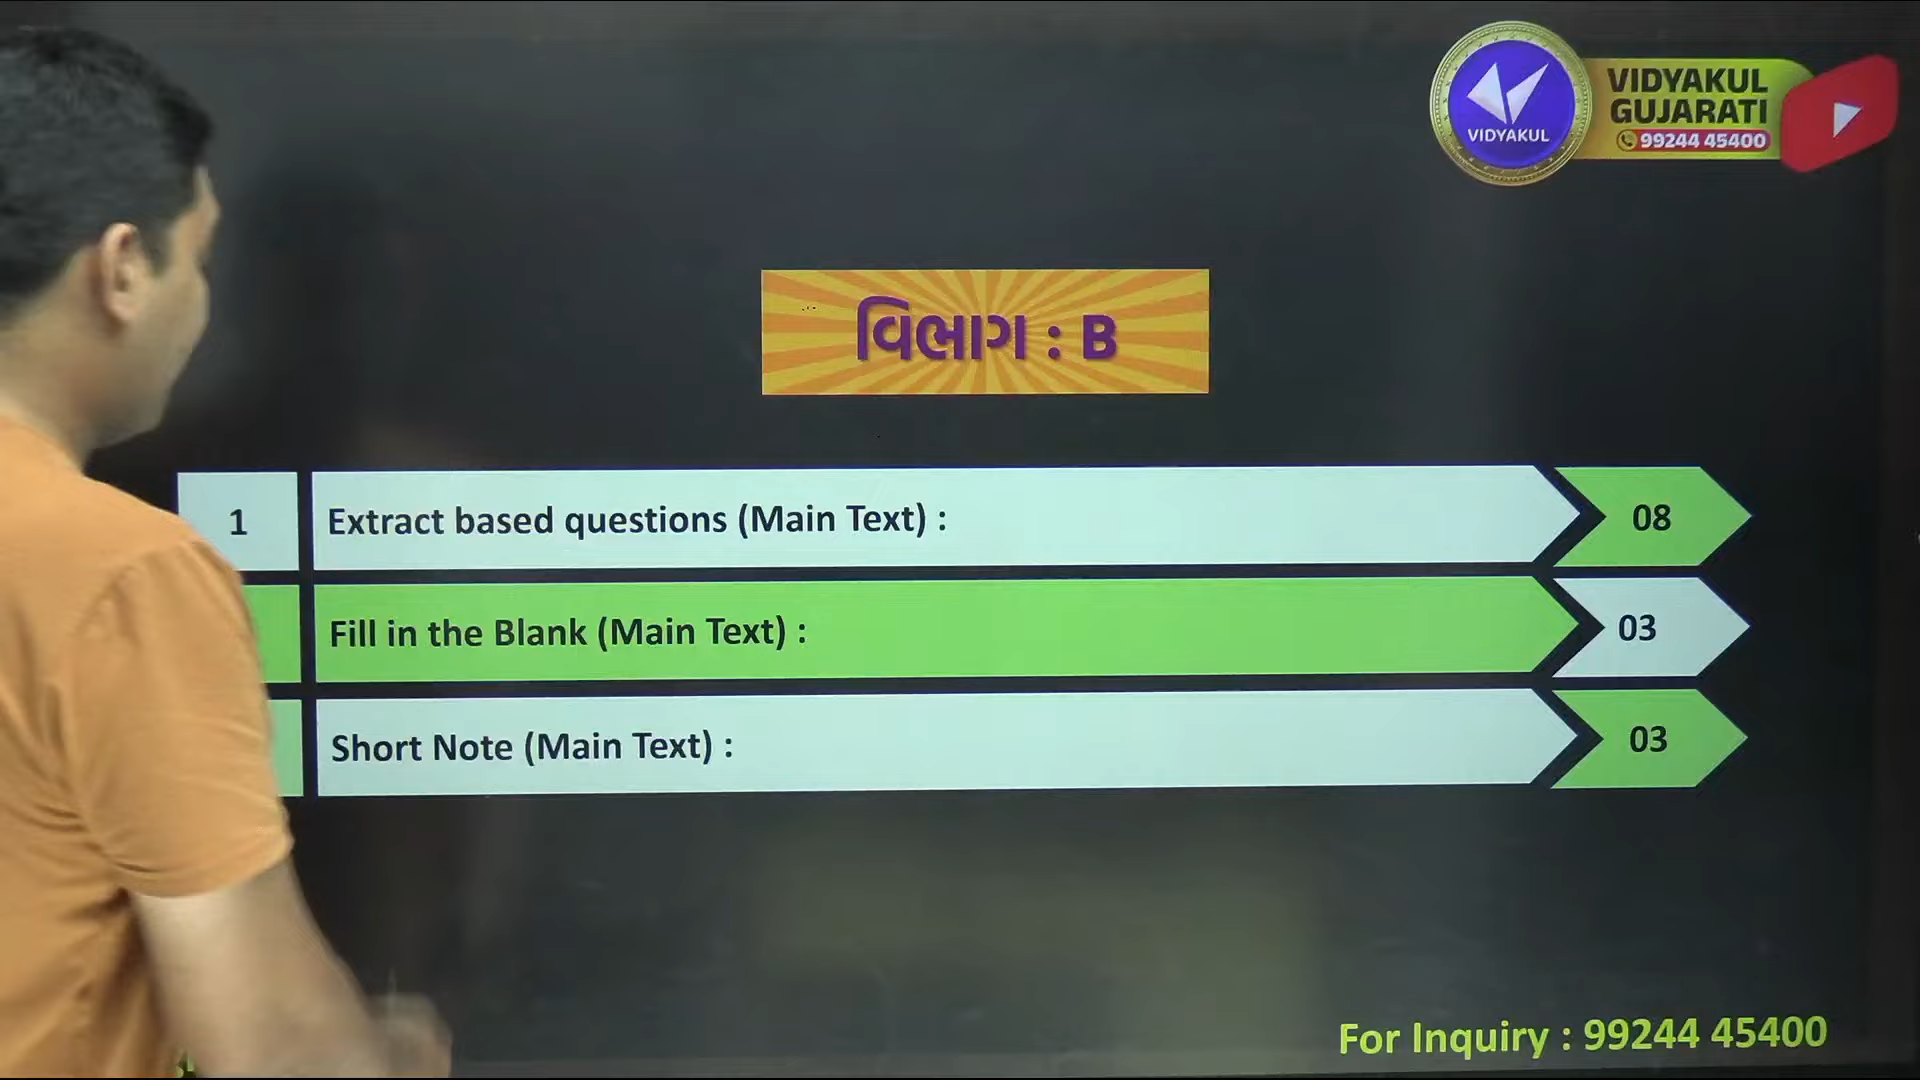 VIDYAKUL
VIDYAKUL
GUJARATI
99244 45400
વિભાગ : B
1
Extract based questions (Main Text) :
08
Fill in the Blank (Main Text) :
03
Short Note (Main Text) :
03
For Inquiry : 99244 45400